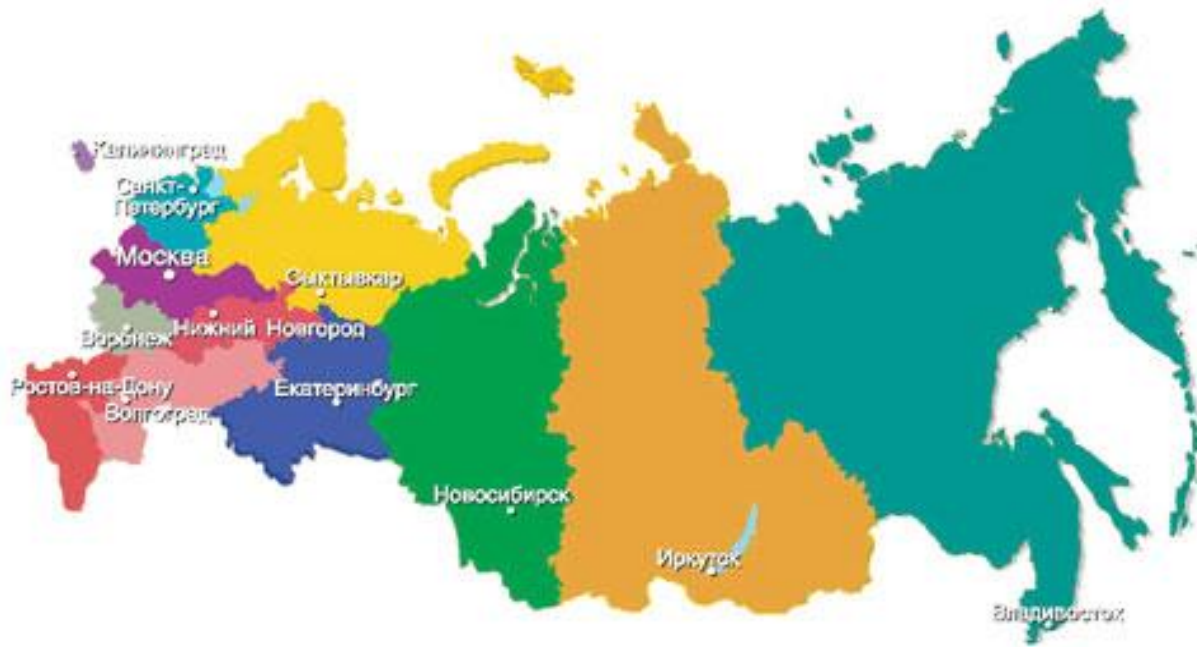 Калининград
Санкт-
Петербург
Москва
Сыктывкар
Нижний Новгород
Воронеж
Ростов-на-Дону
Екатеринбург
Волгоград
Новосибирск
Иркутск
Владивосток